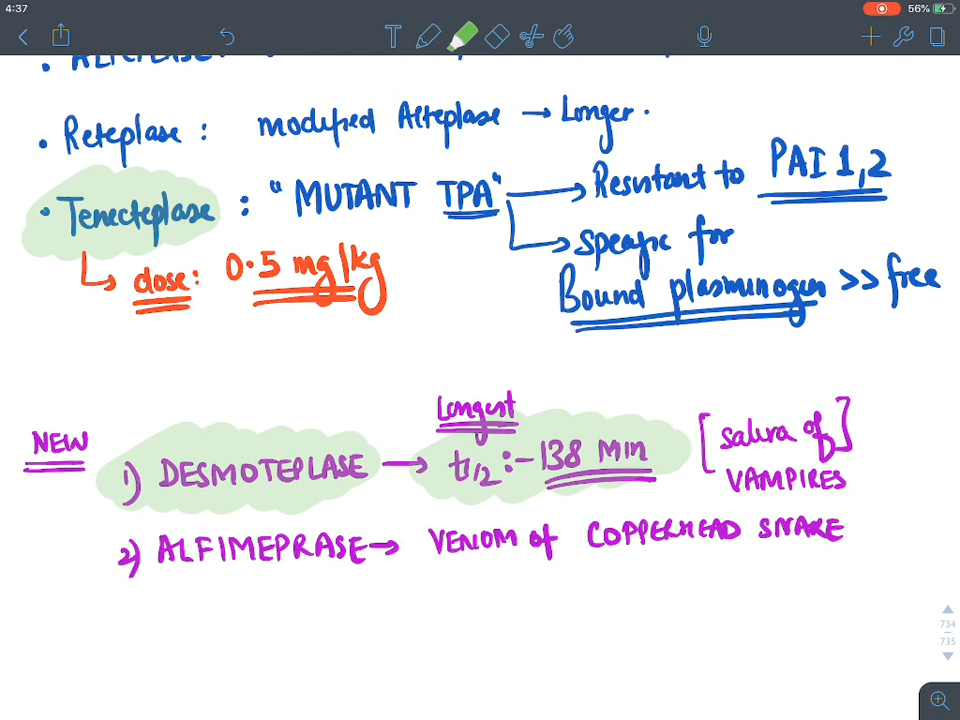 4:37
56%
T
• ALTEPLASE:
• Reteplase : modified Alteplase → Longer.
• Tenecteplase : "MUTANT TPA" → Resistant to PAI 1,2
→ specific for
Bound plasminogen >> free
↳ dose: 0.5 mg/kg
Longest
NEW
1) DESMOTEPLASE → t1/2 :- 138 Min [saliva of]
VAMPIRES
2) ALFIMEPRASE → VENOM of COPPERHEAD SNAKE
734
735